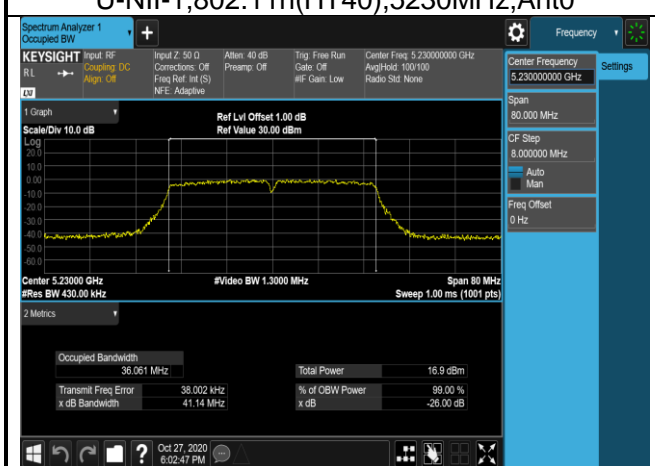 U-NII-1,802.11n(HT40),5230MHz,Ant0
Spectrum Analyzer 1
Occupied BW
Frequency
KEYSIGHT
R L
Input: RF
Coupling: DC
Align: Off
Input Z: 50 Ω
Corrections: Off
Freq Ref: Int (S)
NFE: Adaptive
Atten: 40 dB
Preamp: Off
Trig: Free Run
Gate: Off
#IF Gain: Low
Center Freq: 5.230000000 GHz
Avg|Hold: 100/100
Radio Std: None
Center Frequency
5.230000000 GHz
Settings
Span
80.000 MHz
CF Step
8.000000 MHz
Auto
Man
Freq Offset
0 Hz
1 Graph
Scale/Div 10.0 dB
Ref Lvl Offset 1.00 dB
Ref Value 30.00 dBm
Log
20.0
10.0
0.00
-10.0
-20.0
-30.0
-40.0
-50.0
-60.0
Center 5.23000 GHz
#Res BW 430.00 kHz
#Video BW 1.3000 MHz
Span 80 MHz
Sweep 1.00 ms (1001 pts)
2 Metrics
Occupied Bandwidth
36.061 MHz
Total Power 16.9 dBm
Transmit Freq Error 38.002 kHz
% of OBW Power 99.00 %
x dB Bandwidth 41.14 MHz
x dB -26.00 dB
Oct 27, 2020
6:02:47 PM